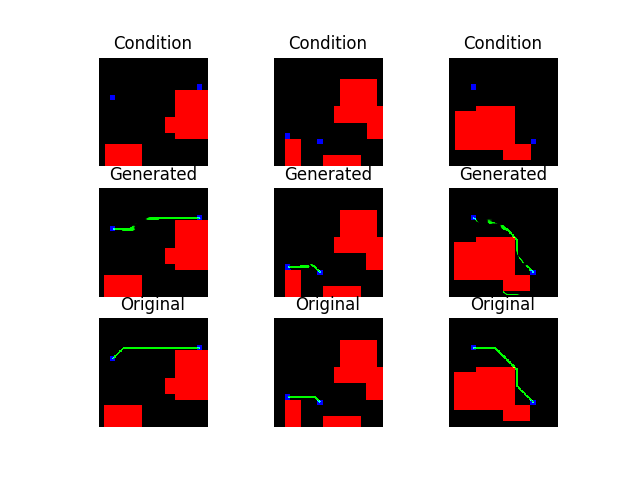 Condition Condition Condition
Generated Generated Generated
Original Original Original